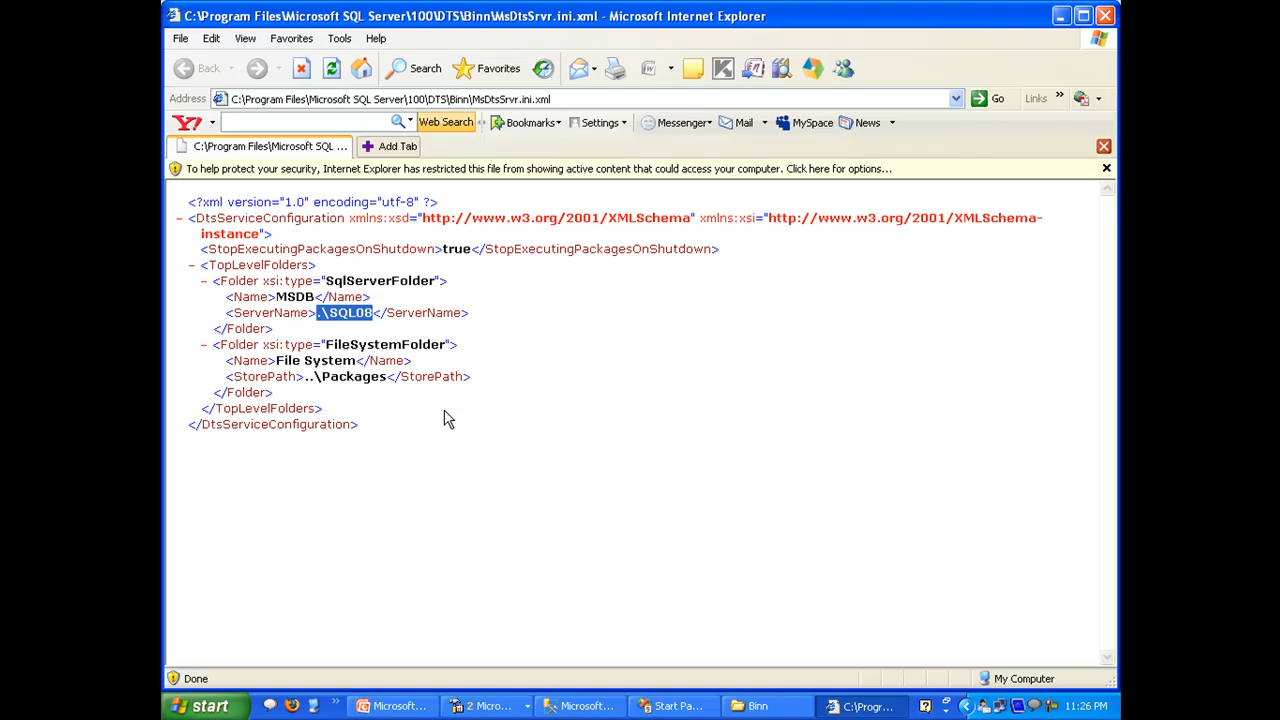 C:\Program Files\Microsoft SQL Server\100\DTS\Binn\MsDtsSrvr.ini.xml - Microsoft Internet Explorer
File Edit View Favorites Tools Help
Back Search Favorites
Address C:\Program Files\Microsoft SQL Server\100\DTS\Binn\MsDtsSrvr.ini.xml Go Links »
Y! Web Search Bookmarks Settings Messenger Mail MySpace News
C:\Program Files\Microsoft SQL ... Add Tab
To help protect your security, Internet Explorer has restricted this file from showing active content that could access your computer. Click here for options...
<?xml version="1.0" encoding="utf-8" ?>
- <DtsServiceConfiguration xmlns:xsd="http://www.w3.org/2001/XMLSchema" xmlns:xsi="http://www.w3.org/2001/XMLSchema-
instance">
<StopExecutingPackagesOnShutdown>true</StopExecutingPackagesOnShutdown>
- <TopLevelFolders>
- <Folder xsi:type="SqlServerFolder">
<Name>MSDB</Name>
<ServerName>.\SQL08</ServerName>
</Folder>
- <Folder xsi:type="FileSystemFolder">
<Name>File System</Name>
<StorePath>..\Packages</StorePath>
</Folder>
</TopLevelFolders>
</DtsServiceConfiguration>
Done My Computer
start Microsoft... 2 Micro... Microsoft... Start Pa... Binn C:\Progr... 11:26 PM